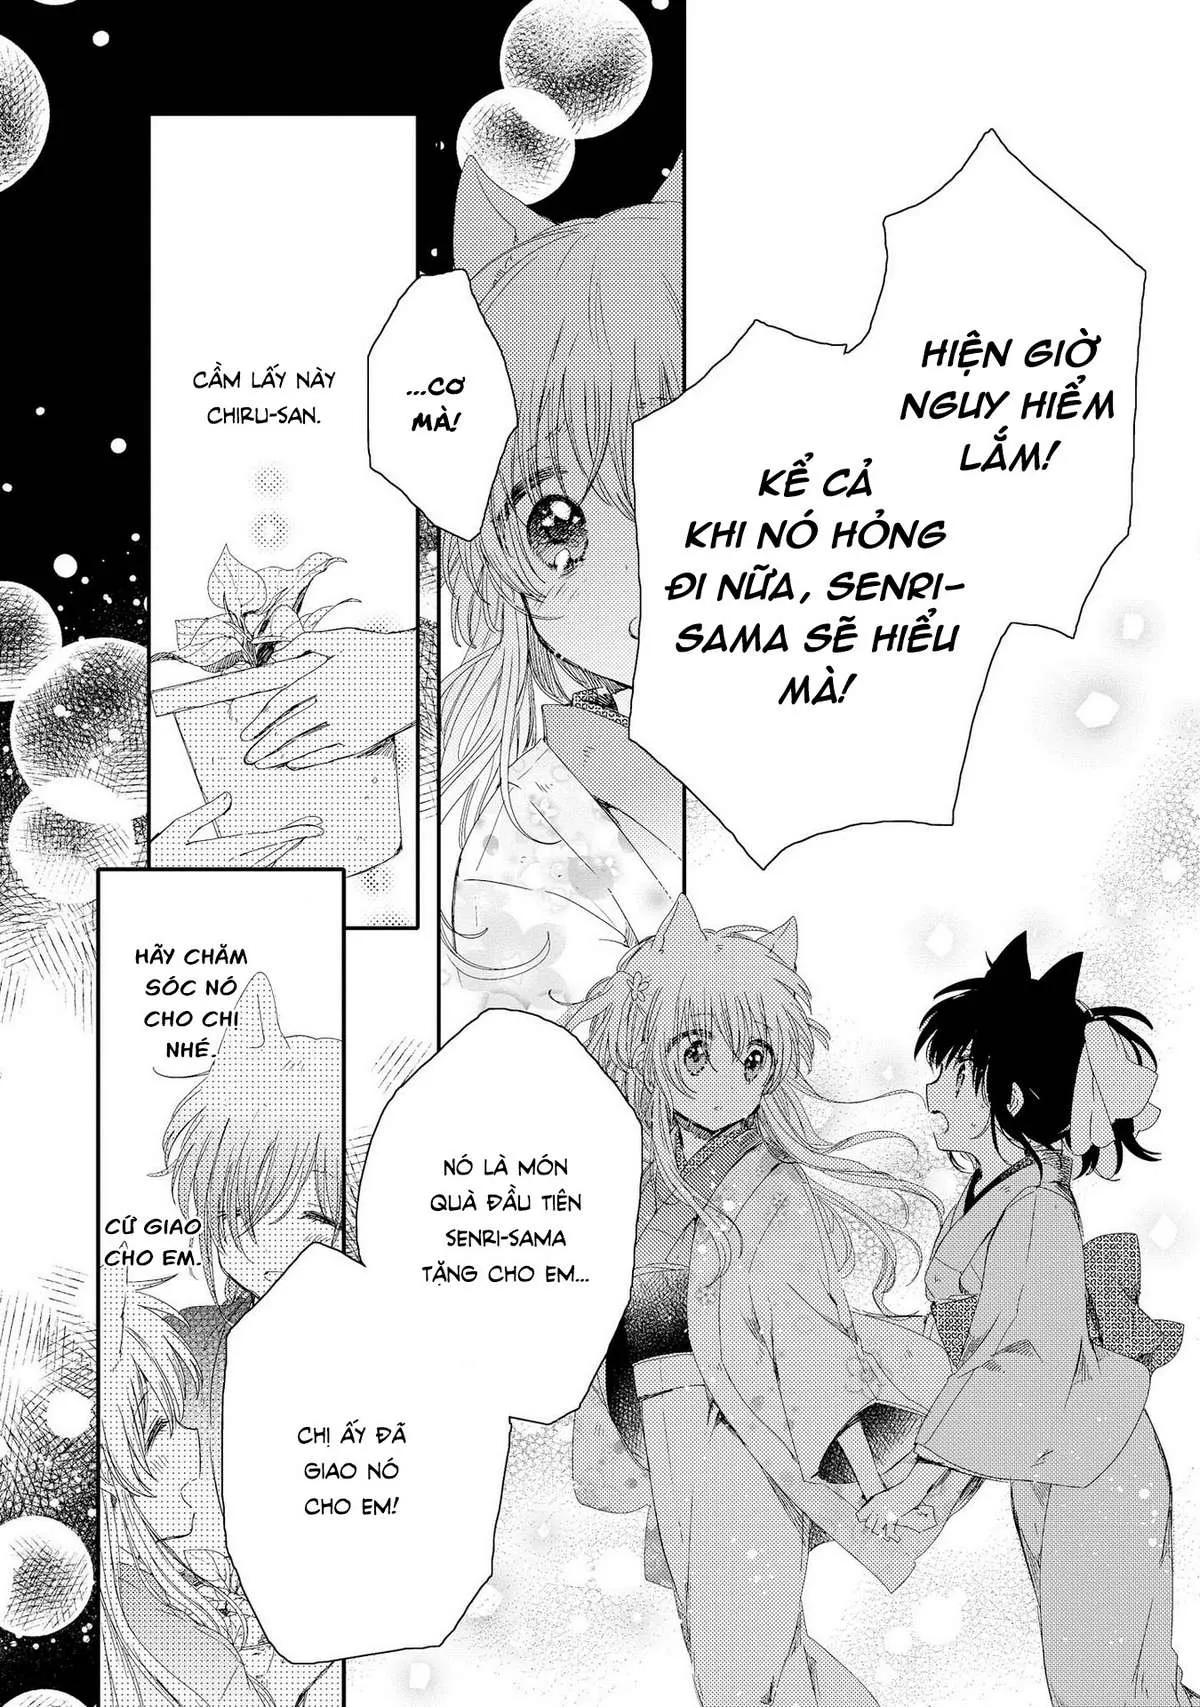 HIỆN GIỜ
NGUY HIỂM
LẮM!
KỂ CẢ
KHI NÓ HỎNG
ĐI NỮA, SENRI-
SAMA SẼ HIỂU
MÀ!
...CƠ
MÀ!
CẦM LẤY NÀY
CHIRU-SAN.
HÃY CHĂM
SÓC NÓ
CHO CHỊ
NHÉ.
CỨ GIAO
CHO EM.
NÓ LÀ MÓN
QUÀ ĐẦU TIÊN
SENRI-SAMA
TẶNG CHO EM...
CHỊ ẤY ĐÃ
GIAO NÓ
CHO EM!